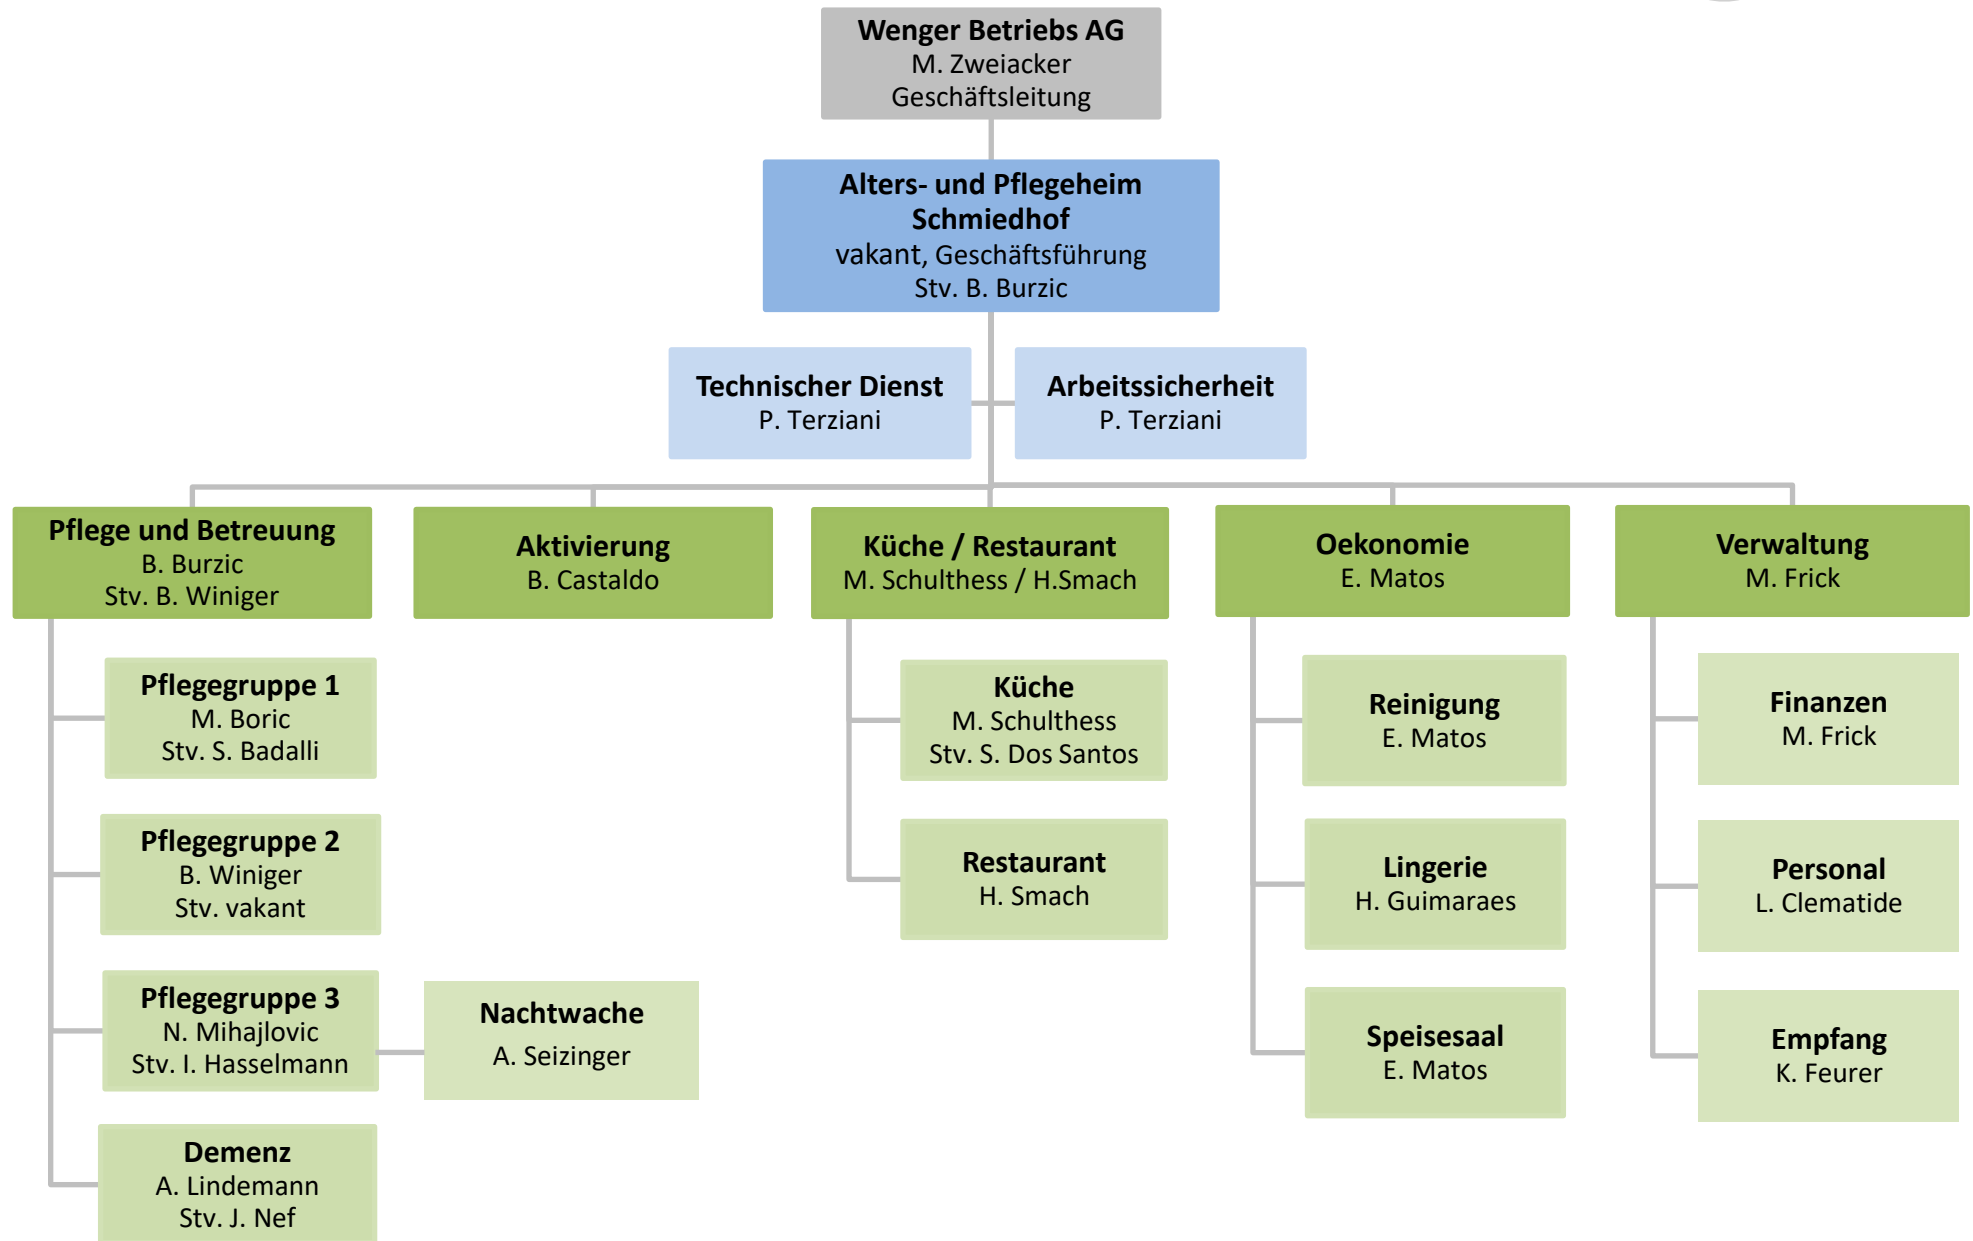 Wenger Betriebs AG
M. Zweiacker
Geschäftsleitung
Alters- und Pflegeheim
Schmiedhof
vakant, Geschäftsführung
Stv. B. Burzic
Technischer Dienst
P. Terziani
Arbeitssicherheit
P. Terziani
Pflege und Betreuung
B. Burzic
Stv. B. Winiger
Aktivierung
B. Castaldo
Küche / Restaurant
M. Schulthess / H.Smach
Oekonomie
E. Matos
Verwaltung
M. Frick
Pflegegruppe 1
M. Boric
Stv. S. Badalli
Pflegegruppe 2
B. Winiger
Stv. vakant
Pflegegruppe 3
N. Mihajlovic
Stv. I. Hasselmann
Nachtwache
A. Seizinger
Demenz
A. Lindemann
Stv. J. Nef
Küche
M. Schulthess
Stv. S. Dos Santos
Restaurant
H. Smach
Reinigung
E. Matos
Lingerie
H. Guimaraes
Speisesaal
E. Matos
Finanzen
M. Frick
Personal
L. Clematide
Empfang
K. Feurer